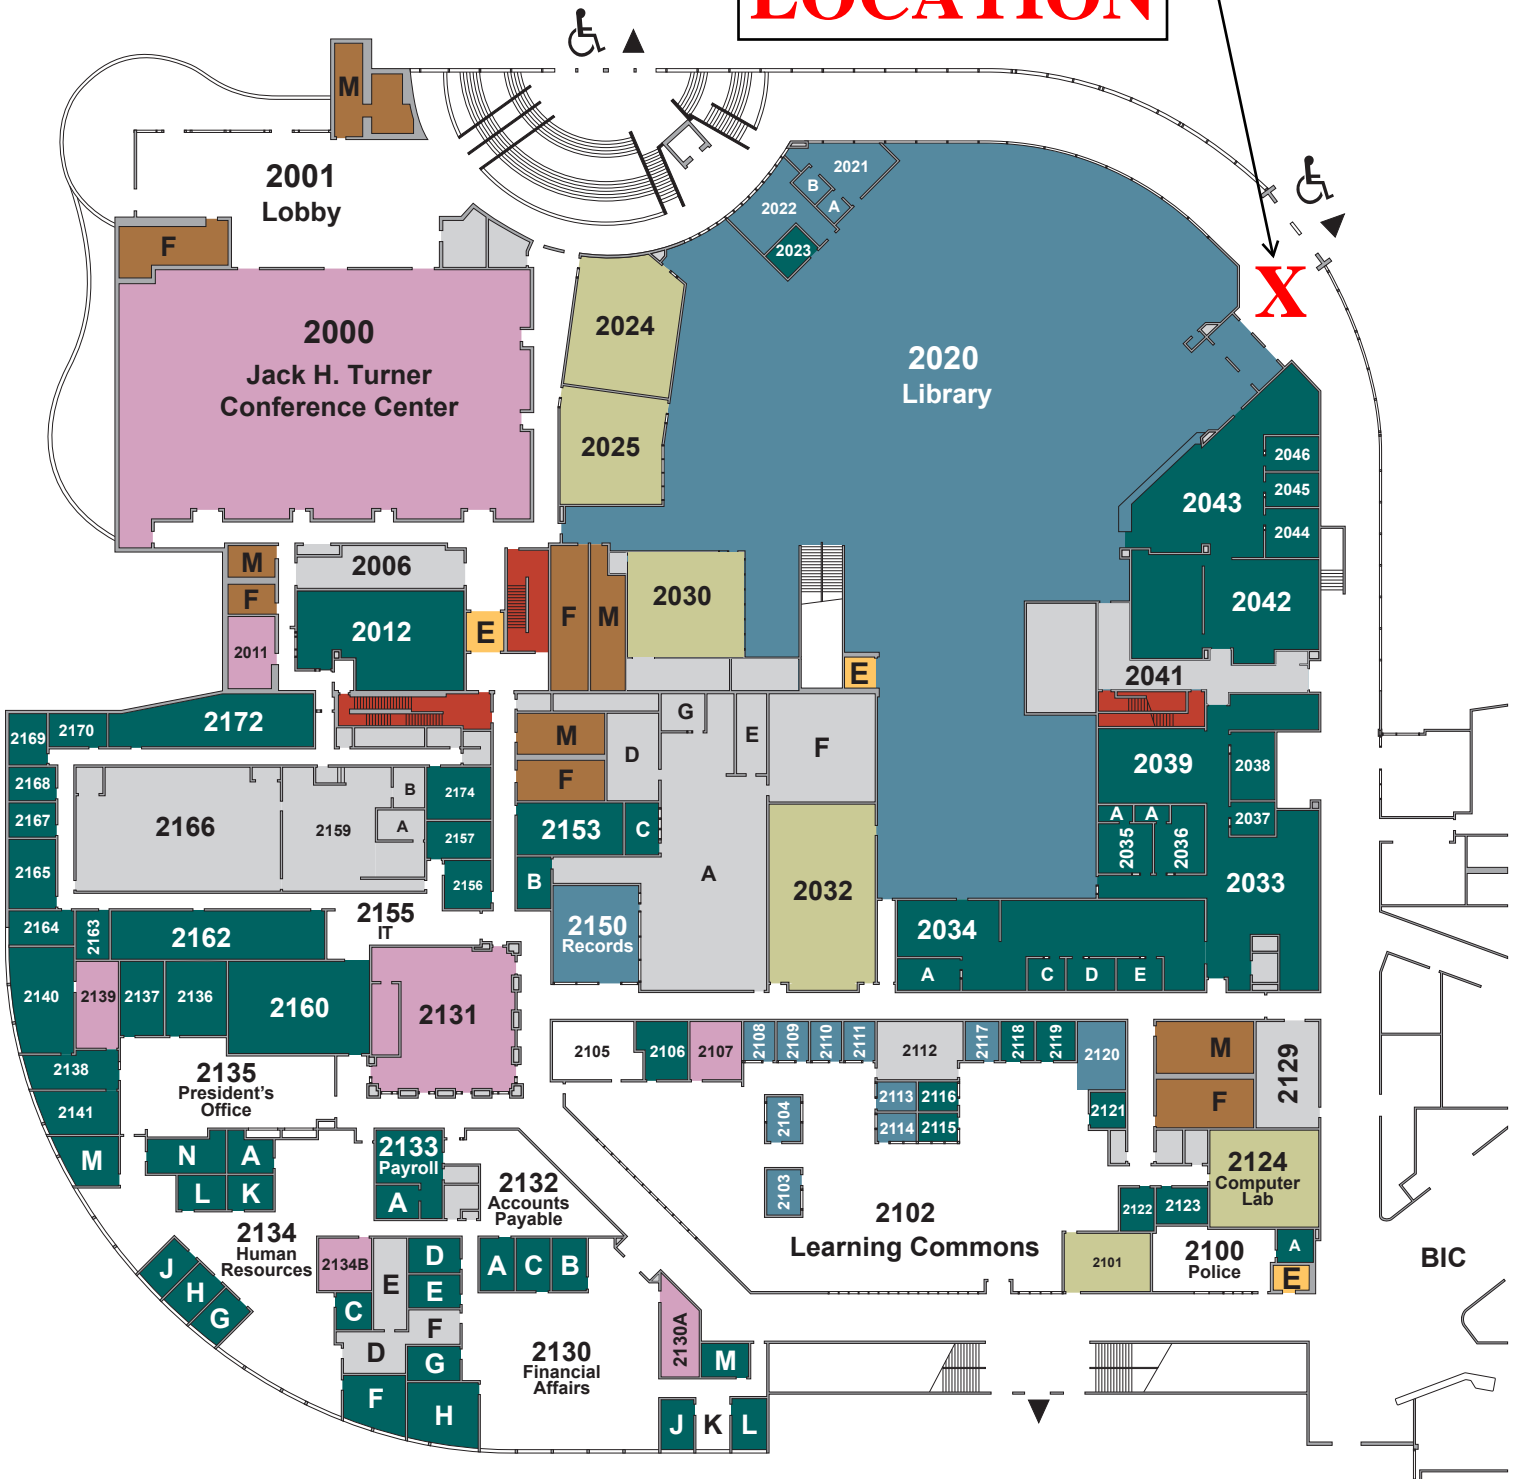 LOCATION
M
2001
Lobby
F
2021
B
A
2022
2023
X
2000
Jack H. Turner
Conference Center
2024
2025
2020
Library
2046
2045
2044
2043
2042
2041
M
F
2011
2006
2012
E
F
M
2030
E
2172
2170
2169
2168
2167
2165
2164
2163
2166
2159
B
A
2174
2157
2156
2155
IT
M
F
D
G
E
F
2153
C
B
A
2150
Records
2032
2039
2038
2037
A
A
2035
2036
2033
2034
A
C
D
E
2162
2160
2140
2139
2137
2136
2131
2138
2141
M
2135
President's
Office
2105
2106
2107
2108
2109
2110
2111
2112
2117
2118
2119
2120
2121
2113
2116
2114
2115
2104
2103
M
F
2129
2124
Computer
Lab
2122
2123
2102
Learning Commons
2101
2100
Police
A
E
BIC
N
A
L
K
2133
Payroll
A
2132
Accounts
Payable
2134
Human
Resources
J
H
G
2134B
C
E
D
F
D
E
F
G
H
A
C
B
2130
Financial
Affairs
2130A
M
J
K
L